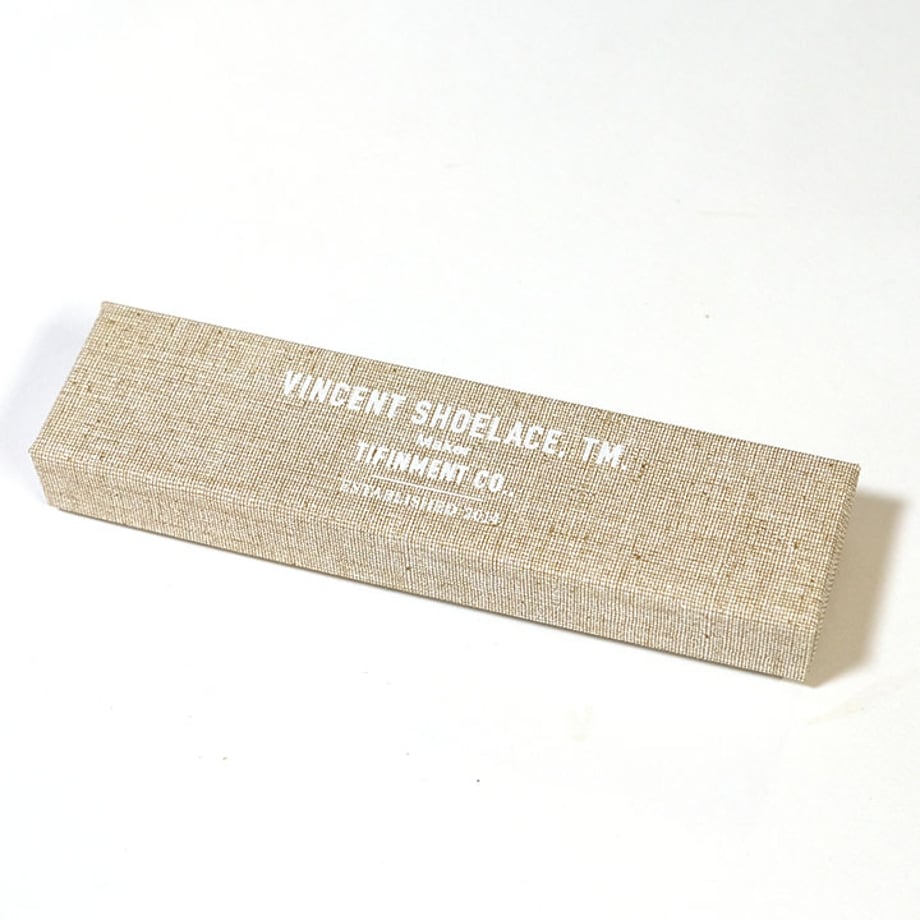 VINCENT SHOELACE, TM.
TIFINMENT CO..
ESTABLISHED